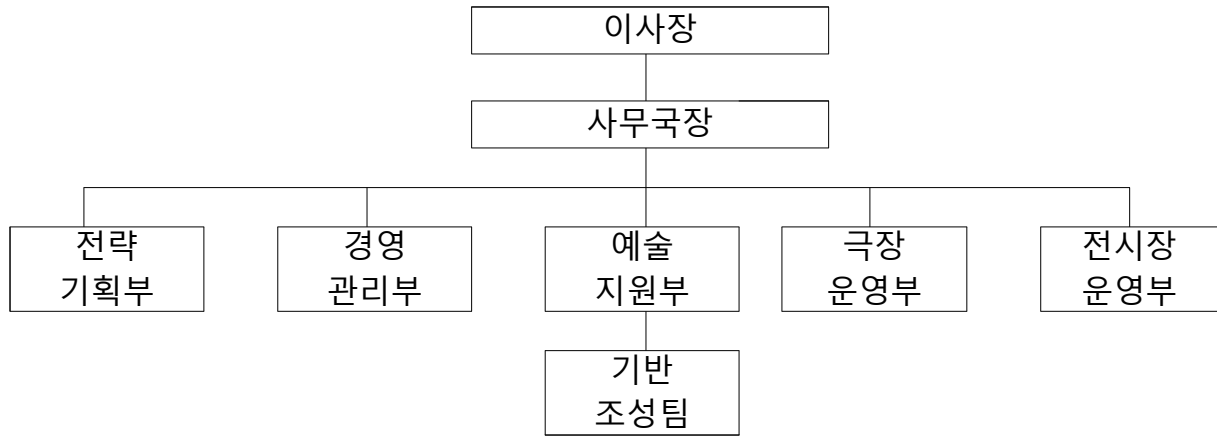 이사장
사무국장
전략
기획부
경영
관리부
예술
지원부
극장
운영부
전시장
운영부
기반
조성팀